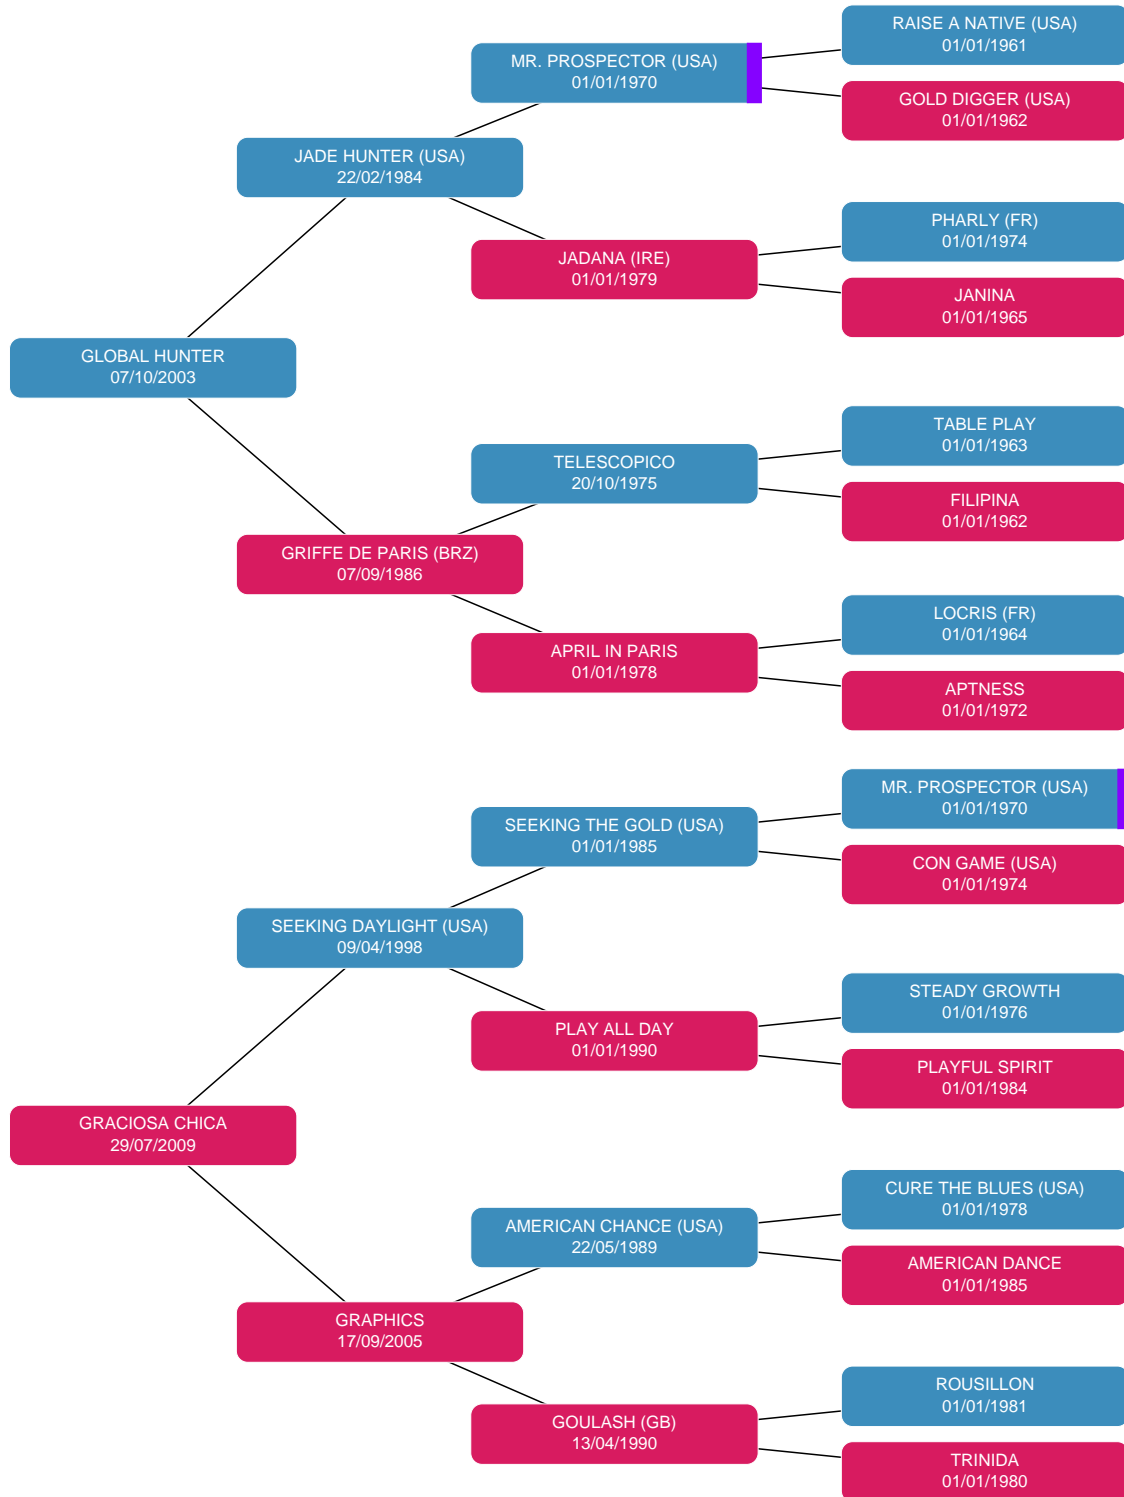 RAISE A NATIVE (USA)
01/01/1961
MR. PROSPECTOR (USA)
01/01/1970
GOLD DIGGER (USA)
01/01/1962
JADE HUNTER (USA)
22/02/1984
PHARLY (FR)
01/01/1974
JADANA (IRE)
01/01/1979
JANINA
01/01/1965
GLOBAL HUNTER
07/10/2003
TABLE PLAY
01/01/1963
TELESCOPICO
20/10/1975
FILIPINA
01/01/1962
GRIFFE DE PARIS (BRZ)
07/09/1986
LOCRIS (FR)
01/01/1964
APRIL IN PARIS
01/01/1978
APTNESS
01/01/1972
MR. PROSPECTOR (USA)
01/01/1970
SEEKING THE GOLD (USA)
01/01/1985
CON GAME (USA)
01/01/1974
SEEKING DAYLIGHT (USA)
09/04/1998
STEADY GROWTH
01/01/1976
PLAY ALL DAY
01/01/1990
PLAYFUL SPIRIT
01/01/1984
GRACIOSA CHICA
29/07/2009
CURE THE BLUES (USA)
01/01/1978
AMERICAN CHANCE (USA)
22/05/1989
AMERICAN DANCE
01/01/1985
GRAPHICS
17/09/2005
ROUSILLON
01/01/1981
GOULASH (GB)
13/04/1990
TRINIDA
01/01/1980